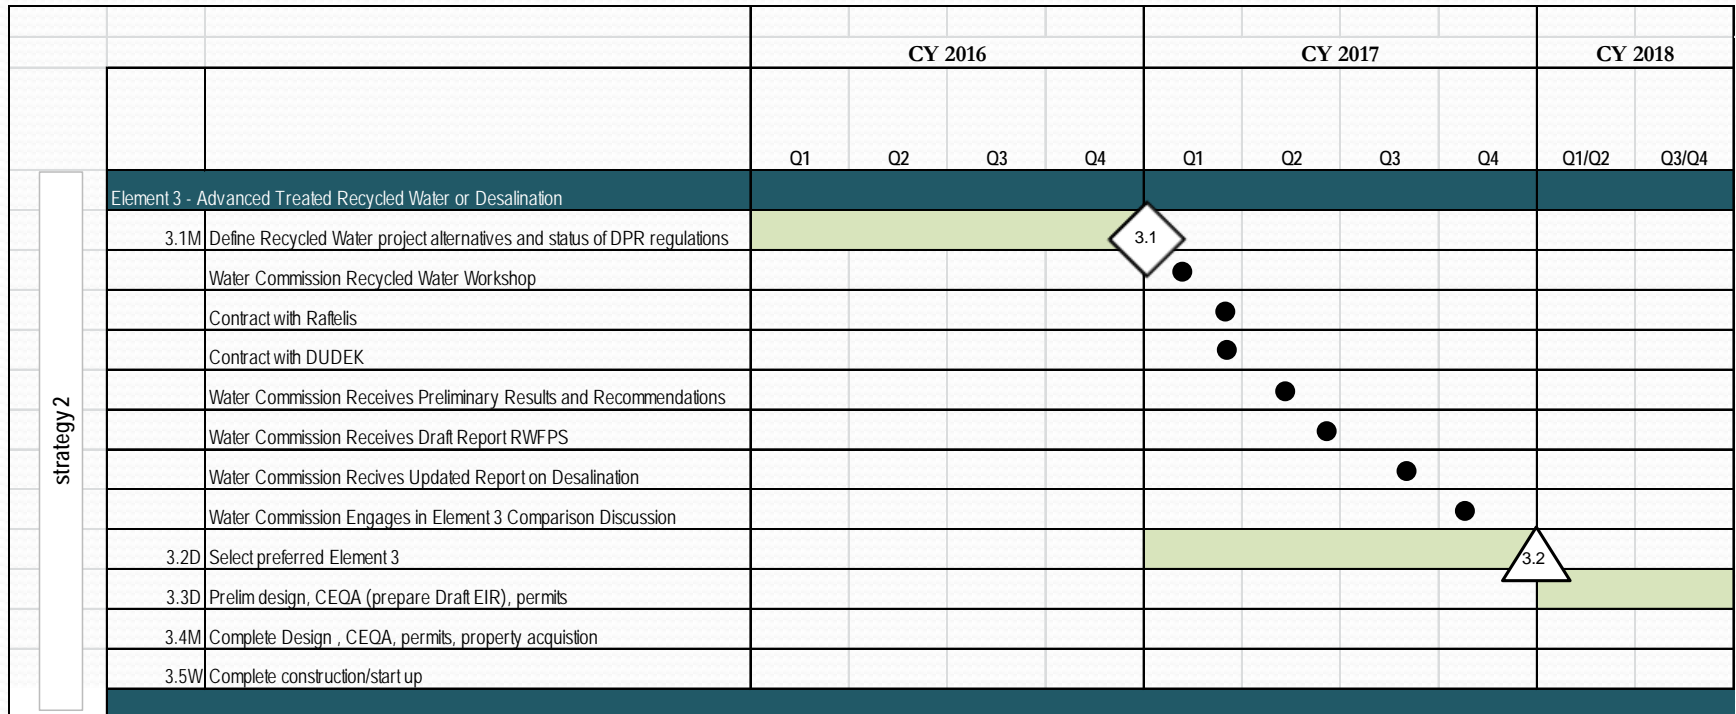 CY 2016 CY 2017 CY 2018
Q1 Q2 Q3 Q4 Q1 Q2 Q3 Q4 Q1/Q2 Q3/Q4
strategy 2
Element 3 - Advanced Treated Recycled Water or Desalination
3.1M Define Recycled Water project alternatives and status of DPR regulations 3.1
Water Commission Recycled Water Workshop
Contract with Raftelis
Contract with DUDEK
Water Commission Receives Preliminary Results and Recommendations
Water Commission Receives Draft Report RWFPS
Water Commission Recives Updated Report on Desalination
Water Commission Engages in Element 3 Comparison Discussion
3.2D Select preferred Element 3 3.2
3.3D Prelim design, CEQA (prepare Draft EIR), permits
3.4M Complete Design , CEQA, permits, property acquistion
3.5W Complete construction/start up